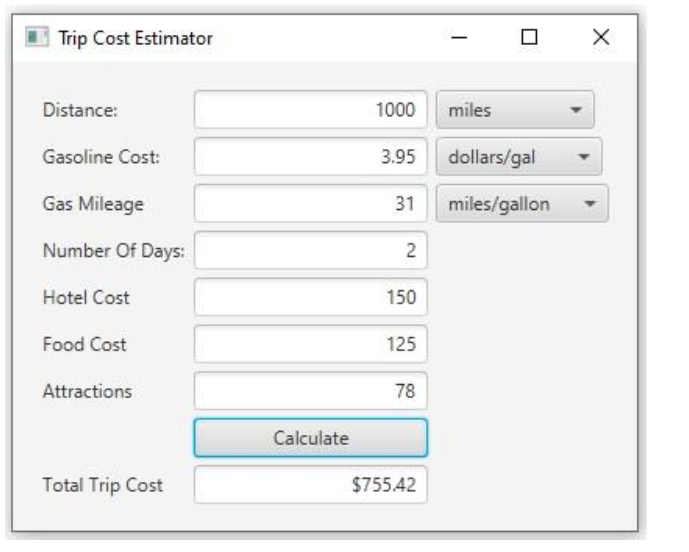 Trip Cost Estimator
Distance: 1000 miles
Gasoline Cost: 3.95 dollars/gal
Gas Mileage 31 miles/gallon
Number Of Days: 2
Hotel Cost 150
Food Cost 125
Attractions 78
Calculate
Total Trip Cost $755.42